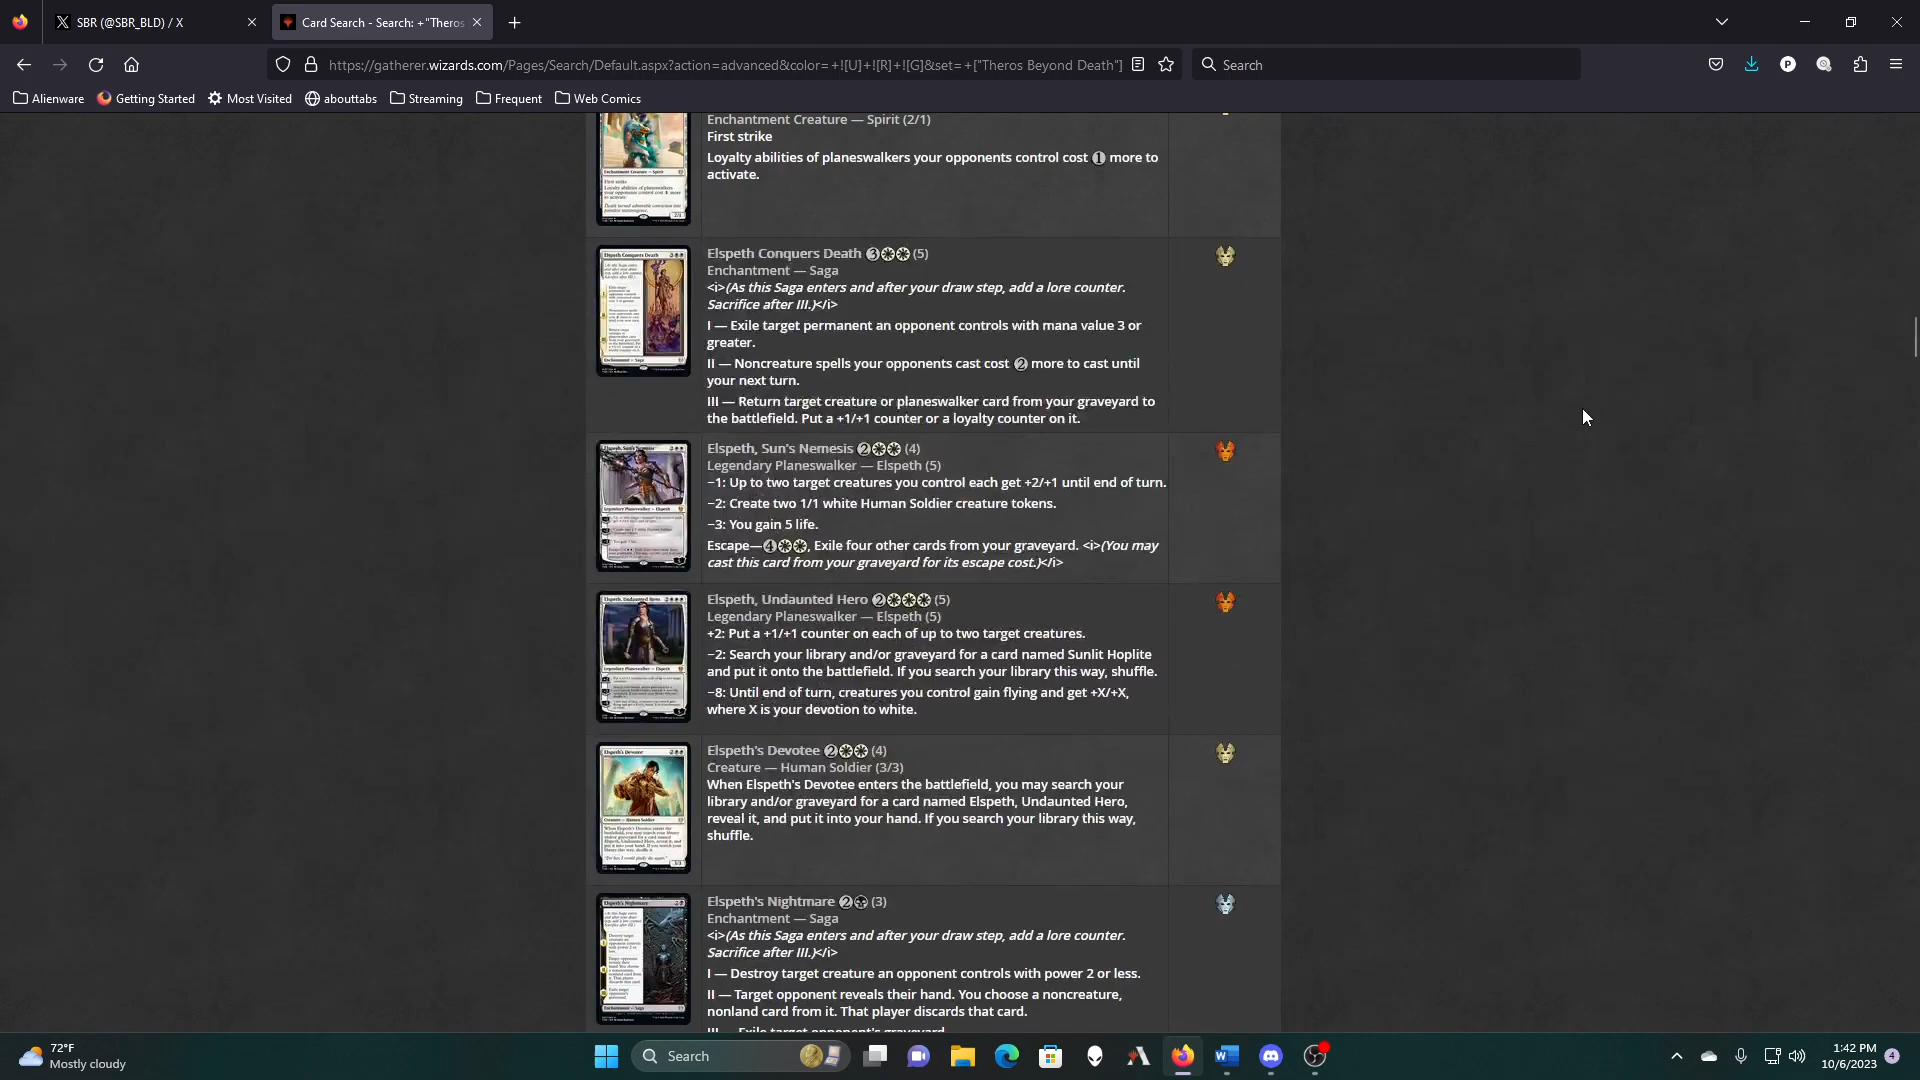 SBR (@SBR_BLD) / X
Card Search - Search: +"Theros
https://gatherer.wizards.com/Pages/Search/Default.aspx?action=advanced&color=+![U]+![R]+![G]&set=+["Theros Beyond Death"]
Search
Alienware
Getting Started
Most Visited
abouttabs
Streaming
Frequent
Web Comics
Enchantment Creature — Spirit (2/1)
First strike
Loyalty abilities of planeswalkers your opponents control cost 1 more to
activate.
Elspeth Conquers Death 3 (5)
Enchantment — Saga
<i>(As this Saga enters and after your draw step, add a lore counter.
Sacrifice after III.)</i>
I — Exile target permanent an opponent controls with mana value 3 or
greater.
II — Noncreature spells your opponents cast cost 2 more to cast until
your next turn.
III — Return target creature or planeswalker card from your graveyard to
the battlefield. Put a +1/+1 counter or a loyalty counter on it.
Elspeth, Sun's Nemesis 2 (4)
Legendary Planeswalker — Elspeth (5)
−1: Up to two target creatures you control each get +2/+1 until end of turn.
−2: Create two 1/1 white Human Soldier creature tokens.
−3: You gain 5 life.
Escape—4, Exile four other cards from your graveyard. <i>(You may
cast this card from your graveyard for its escape cost.)</i>
Elspeth, Undaunted Hero 2 (5)
Legendary Planeswalker — Elspeth (5)
+2: Put a +1/+1 counter on each of up to two target creatures.
−2: Search your library and/or graveyard for a card named Sunlit Hoplite
and put it onto the battlefield. If you search your library this way, shuffle.
−8: Until end of turn, creatures you control gain flying and get +X/+X,
where X is your devotion to white.
Elspeth's Devotee 2 (4)
Creature — Human Soldier (3/3)
When Elspeth's Devotee enters the battlefield, you may search your
library and/or graveyard for a card named Elspeth, Undaunted Hero,
reveal it, and put it into your hand. If you search your library this way,
shuffle.
Elspeth's Nightmare 2 (3)
Enchantment — Saga
<i>(As this Saga enters and after your draw step, add a lore counter.
Sacrifice after III.)</i>
I — Destroy target creature an opponent controls with power 2 or less.
II — Target opponent reveals their hand. You choose a noncreature,
nonland card from it. That player discards that card.
III — Exile target opponent's graveyard.
72°F
Mostly cloudy
Search
1:42 PM
10/6/2023
4